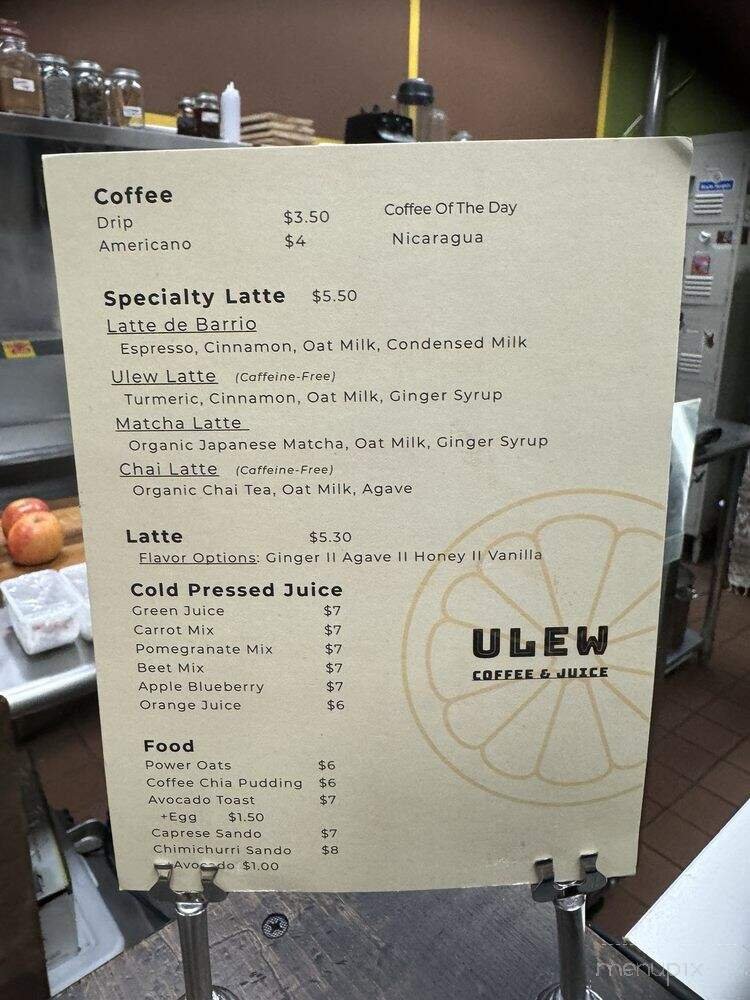 Coffee
Drip $3.50 Coffee Of The Day
Americano $4 Nicaragua
Specialty Latte $5.50
Latte de Barrio
Espresso, Cinnamon, Oat Milk, Condensed Milk
Ulew Latte (Caffeine-Free)
Turmeric, Cinnamon, Oat Milk, Ginger Syrup
Matcha Latte
Organic Japanese Matcha, Oat Milk, Ginger Syrup
Chai Latte (Caffeine-Free)
Organic Chai Tea, Oat Milk, Agave
Latte $5.30
Flavor Options: Ginger II Agave II Honey II Vanilla
Cold Pressed Juice
Green Juice $7
Carrot Mix $7
Pomegranate Mix $7
Beet Mix $7
Apple Blueberry $7
Orange Juice $6
ULEW
COFFEE & JUICE
Food
Power Oats $6
Coffee Chia Pudding $6
Avocado Toast $7
+Egg $1.50
Caprese Sando $7
Chimichurri Sando $8
+Avocado $1.00
menupix